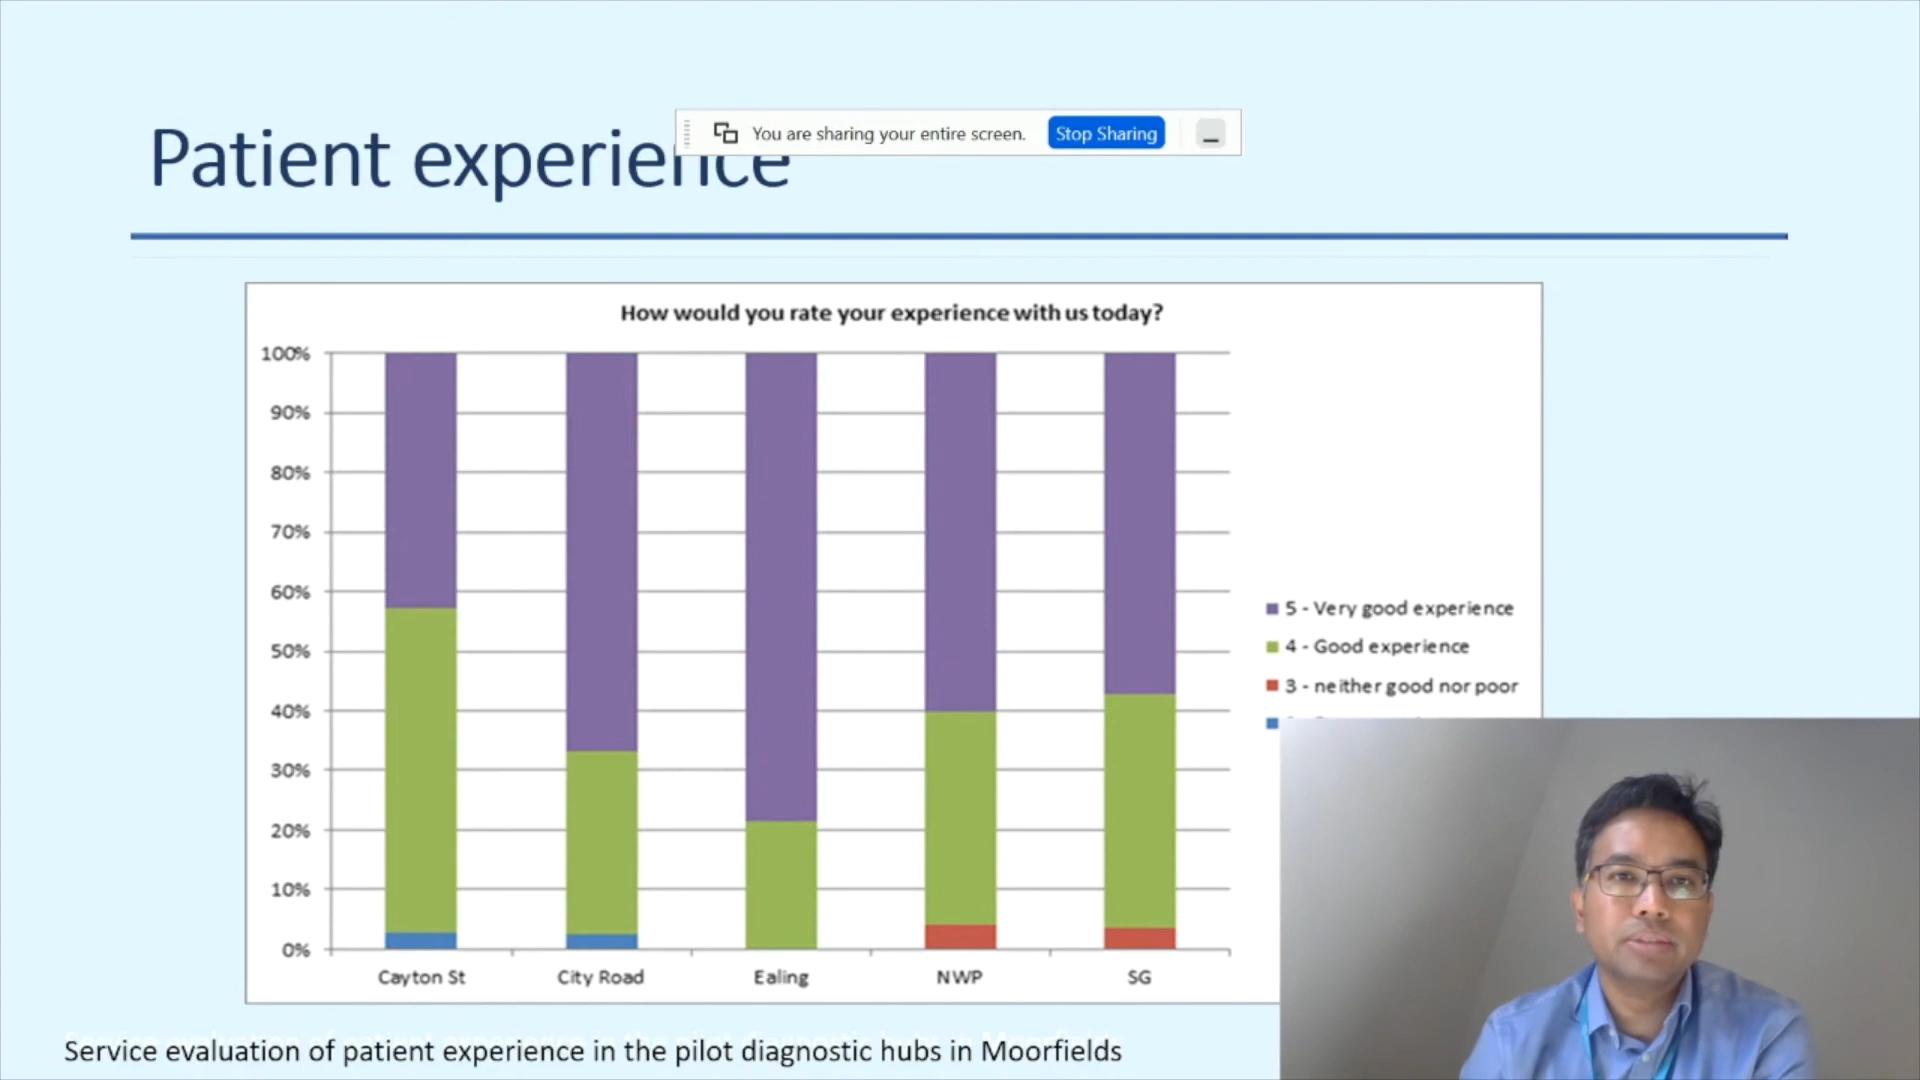 You are sharing your entire screen. Stop Sharing
Patient experience
How would you rate your experience with us today?
100%
90%
80%
70%
60%
50%
40%
30%
20%
10%
0%
Cayton St City Road Ealing NWP SG
5 - Very good experience
4 - Good experience
3 - neither good nor poor
Service evaluation of patient experience in the pilot diagnostic hubs in Moorfields